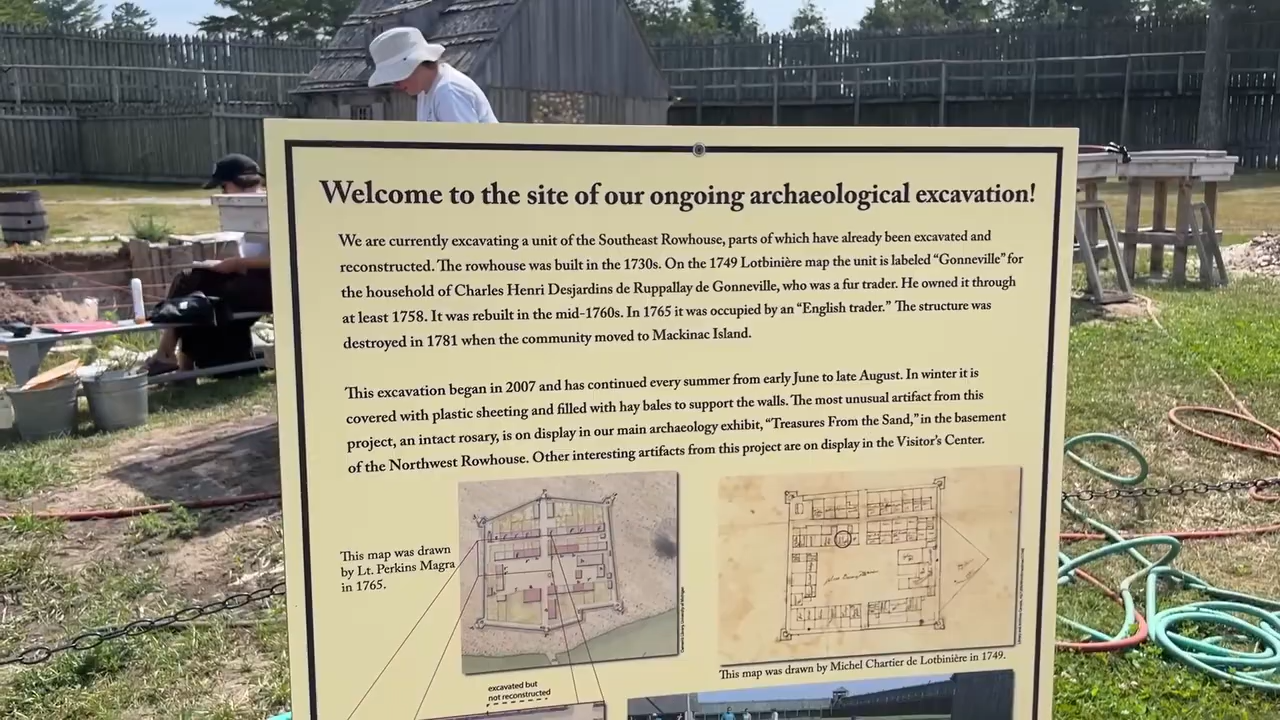 Welcome to the site of our ongoing archaeological excavation!
We are currently excavating a unit of the Southeast Rowhouse, parts of which have already been excavated and
reconstructed. The rowhouse was built in the 1730s. On the 1749 Lotbinière map the unit is labeled “Gonneville” for
the household of Charles Henri Desjardins de Ruppallay de Gonneville, who was a fur trader. He owned it through
at least 1758. It was rebuilt in the mid-1760s. In 1765 it was occupied by an “English trader.” The structure was
destroyed in 1781 when the community moved to Mackinac Island.
This excavation began in 2007 and has continued every summer from early June to late August. In winter it is
covered with plastic sheeting and filled with hay bales to support the walls. The most unusual artifact from this
project, an intact rosary, is on display in our main archaeology exhibit, “Treasures From the Sand,” in the basement
of the Northwest Rowhouse. Other interesting artifacts from this project are on display in the Visitor’s Center.
This map was drawn
by Lt. Perkins Magra
in 1765.
This map was drawn by Michel Chartier de Lotbinière in 1749.
excavated but
not reconstructed